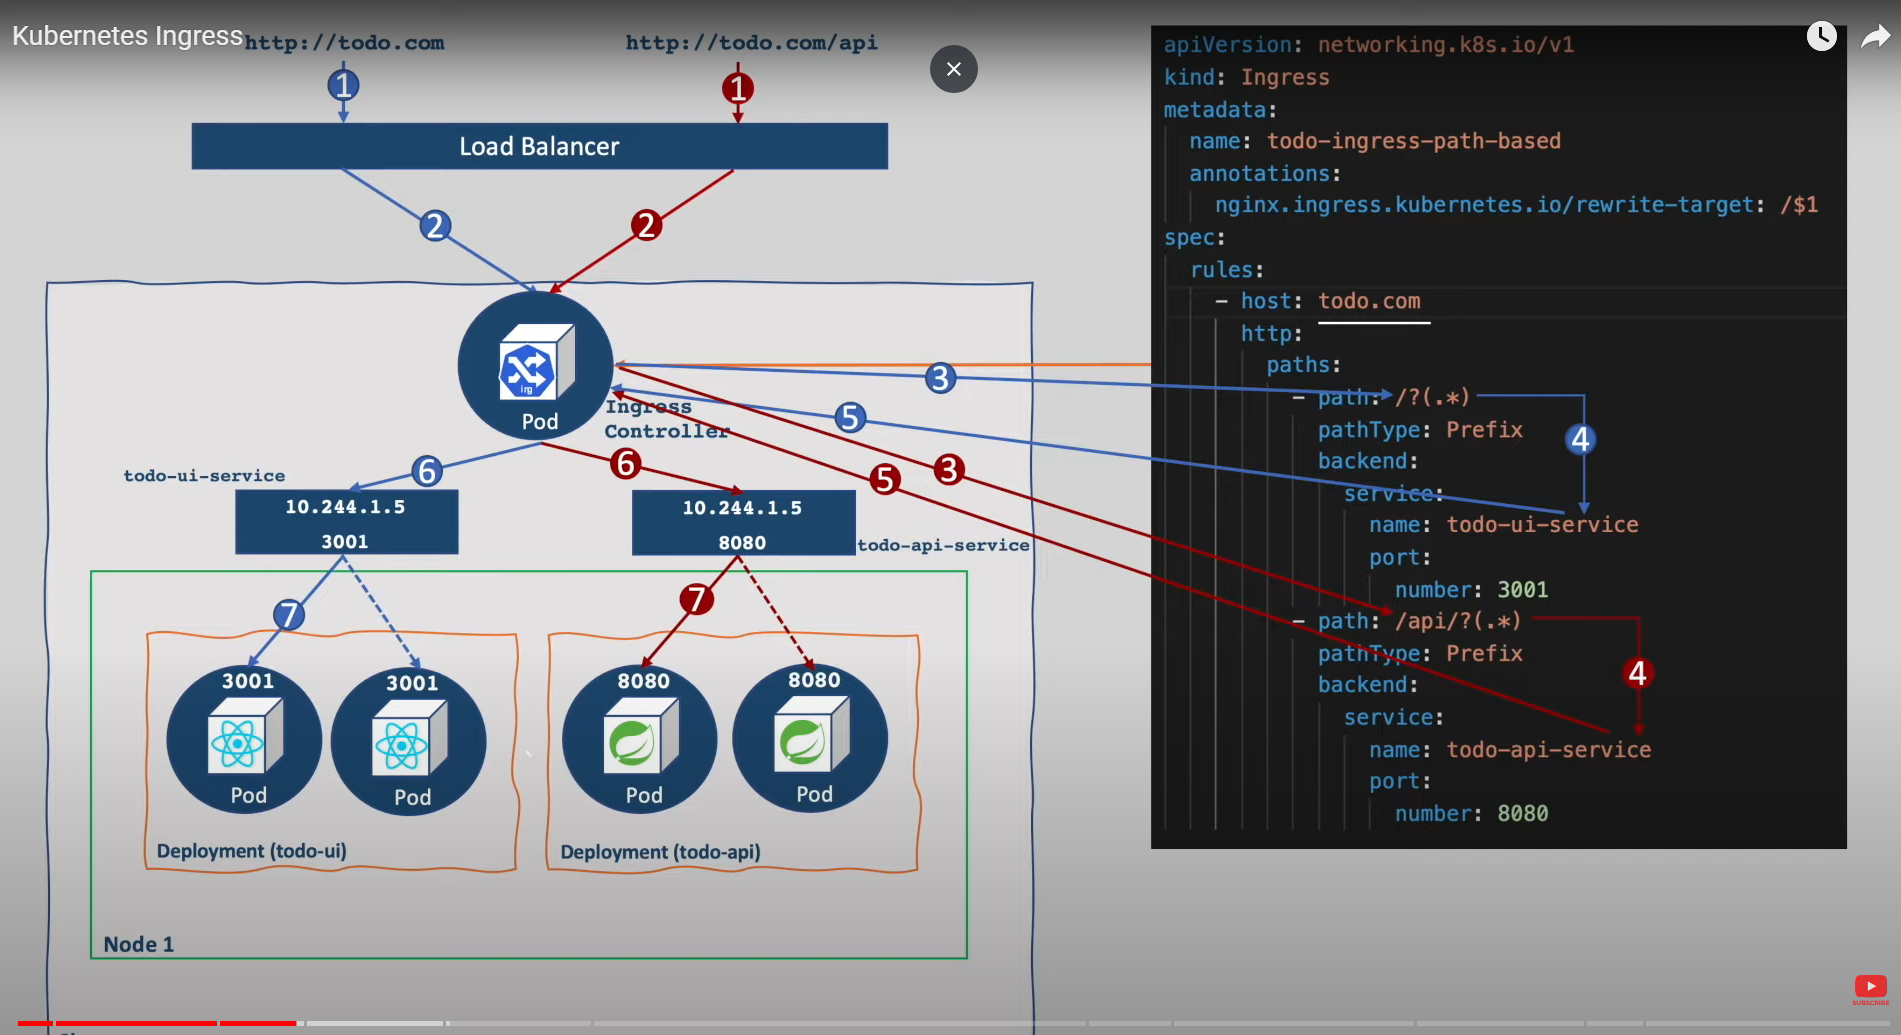 Kubernetes Ingress
http://todo.com
http://todo.com/api
1
1
Load Balancer
2
2
irg
Pod
Ingress
Controller
3
5
3
5
6
6
todo-ui-service
10.244.1.5
3001
10.244.1.5
8080
todo-api-service
7
7
3001
3001
8080
8080
Pod
Pod
Pod
Pod
Deployment (todo-ui)
Deployment (todo-api)
Node 1
apiVersion: networking.k8s.io/v1
kind: Ingress
metadata:
name: todo-ingress-path-based
annotations:
nginx.ingress.kubernetes.io/rewrite-target: /$1
spec:
rules:
- host: todo.com
http:
paths:
- path: /?(.*)
pathType: Prefix
backend:
service:
name: todo-ui-service
port:
number: 3001
- path: /api/?(.*)
pathType: Prefix
backend:
service:
name: todo-api-service
port:
number: 8080
4
4
SUBSCRIBE